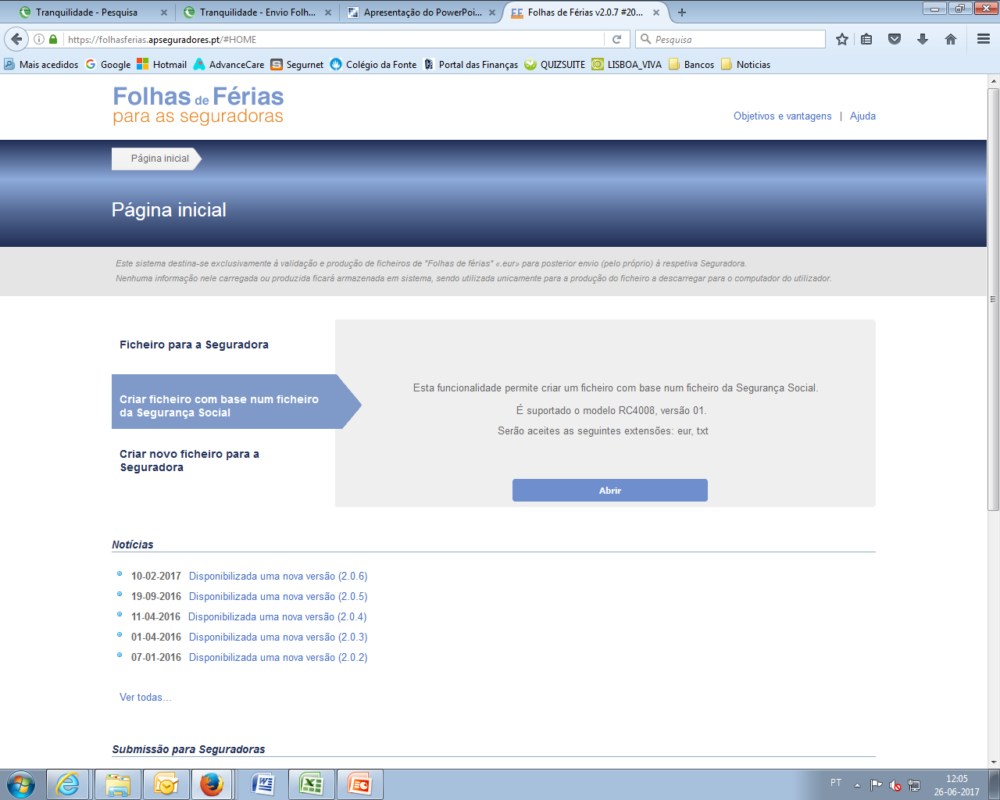 Tranquilidade - Pesquisa
Tranquilidade - Envio Folh...
Apresentação do PowerPoi...
Folhas de Férias v2.0.7 #20...
https://folhasferias.apseguradores.pt/#HOME
Pesquisa
Mais acedidos
Google
Hotmail
AdvanceCare
Segurnet
Colégio da Fonte
Portal das Finanças
QUIZSUITE
LISBOA_VIVA
Bancos
Noticias
Folhas de Férias
para as seguradoras
Objetivos e vantagens | Ajuda
Página inicial
Página inicial
Este sistema destina-se exclusivamente à validação e produção de ficheiros de "Folhas de férias" «.eur» para posterior envio (pelo próprio) à respetiva Seguradora.
Nenhuma informação nele carregada ou produzida ficará armazenada em sistema, sendo utilizada unicamente para a produção do ficheiro a descarregar para o computador do utilizador.
Ficheiro para a Seguradora
Criar ficheiro com base num ficheiro
da Segurança Social
Criar novo ficheiro para a
Seguradora
Esta funcionalidade permite criar um ficheiro com base num ficheiro da Segurança Social.
É suportado o modelo RC4008, versão 01.
Serão aceites as seguintes extensões: eur, txt
Abrir
Notícias
10-02-2017 Disponibilizada uma nova versão (2.0.6)
19-09-2016 Disponibilizada uma nova versão (2.0.5)
11-04-2016 Disponibilizada uma nova versão (2.0.4)
01-04-2016 Disponibilizada uma nova versão (2.0.3)
07-01-2016 Disponibilizada uma nova versão (2.0.2)
Ver todas...
Submissão para Seguradoras
PT
12:05
26-06-2017